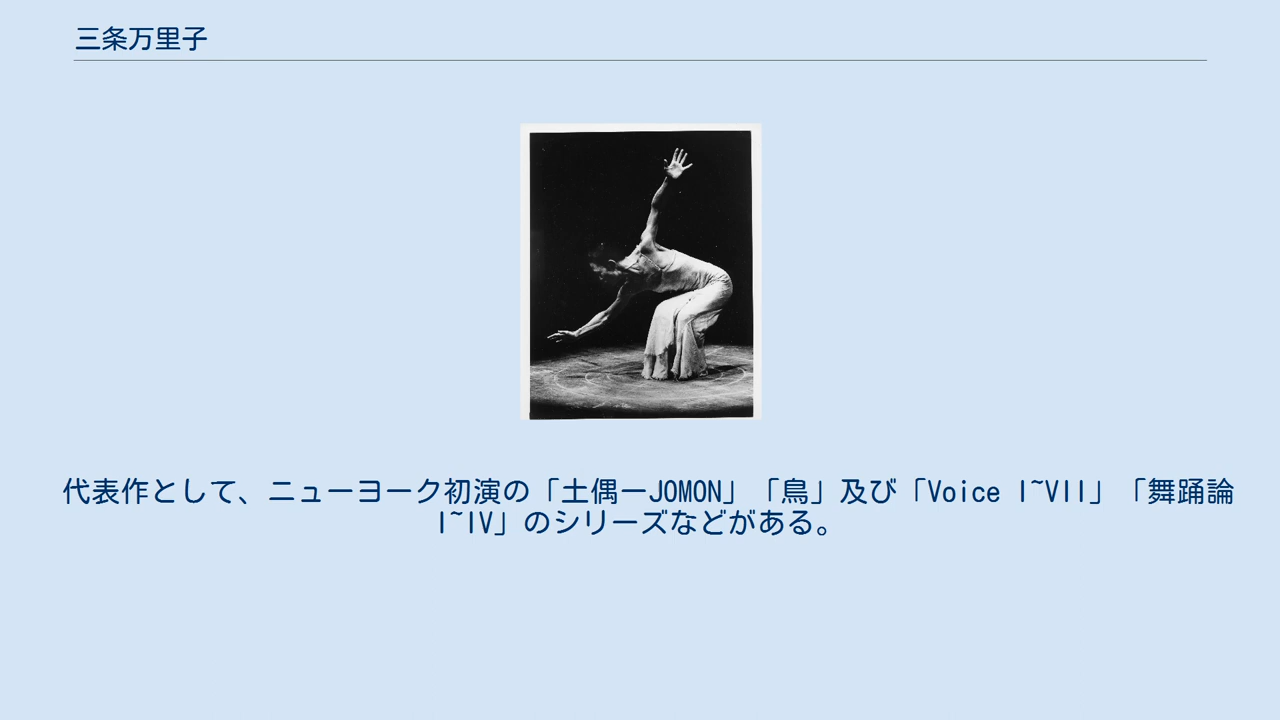 三条万里子
代表作として、ニューヨーク初演の「土偶ーJOMON」「鳥」及び「Voice I~VII」「舞踊論
I~IV」のシリーズなどがある。